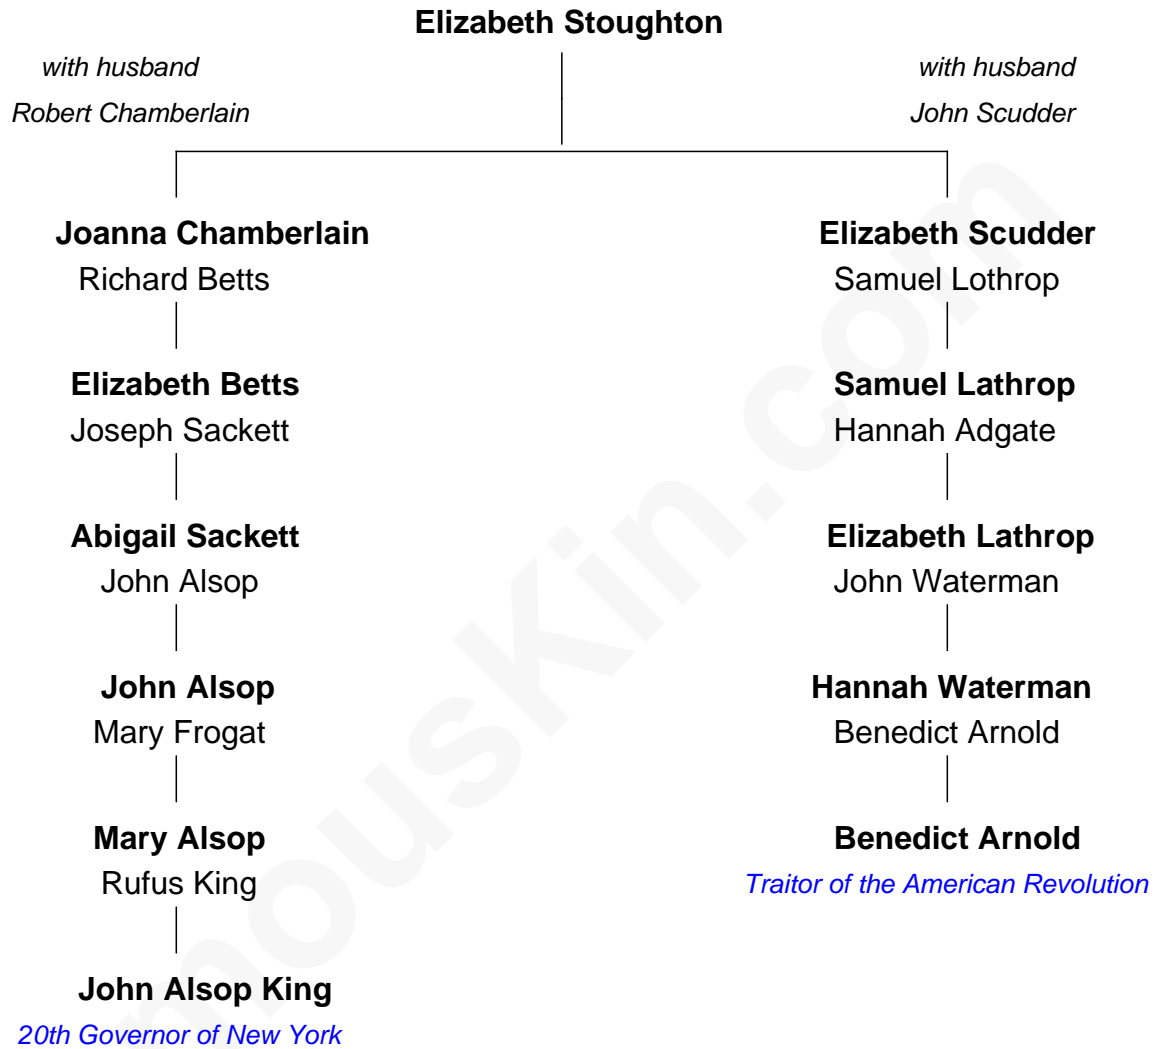 Elizabeth Stoughton
with husband
Robert Chamberlain
with husband
John Scudder
Joanna Chamberlain
Richard Betts
Elizabeth Scudder
Samuel Lothrop
Elizabeth Betts
Joseph Sackett
Samuel Lathrop
Hannah Adgate
Abigail Sackett
John Alsop
Elizabeth Lathrop
John Waterman
John Alsop
Mary Frogat
Hannah Waterman
Benedict Arnold
Mary Alsop
Rufus King
Benedict Arnold
Traitor of the American Revolution
John Alsop King
20th Governor of New York
mousKin.com